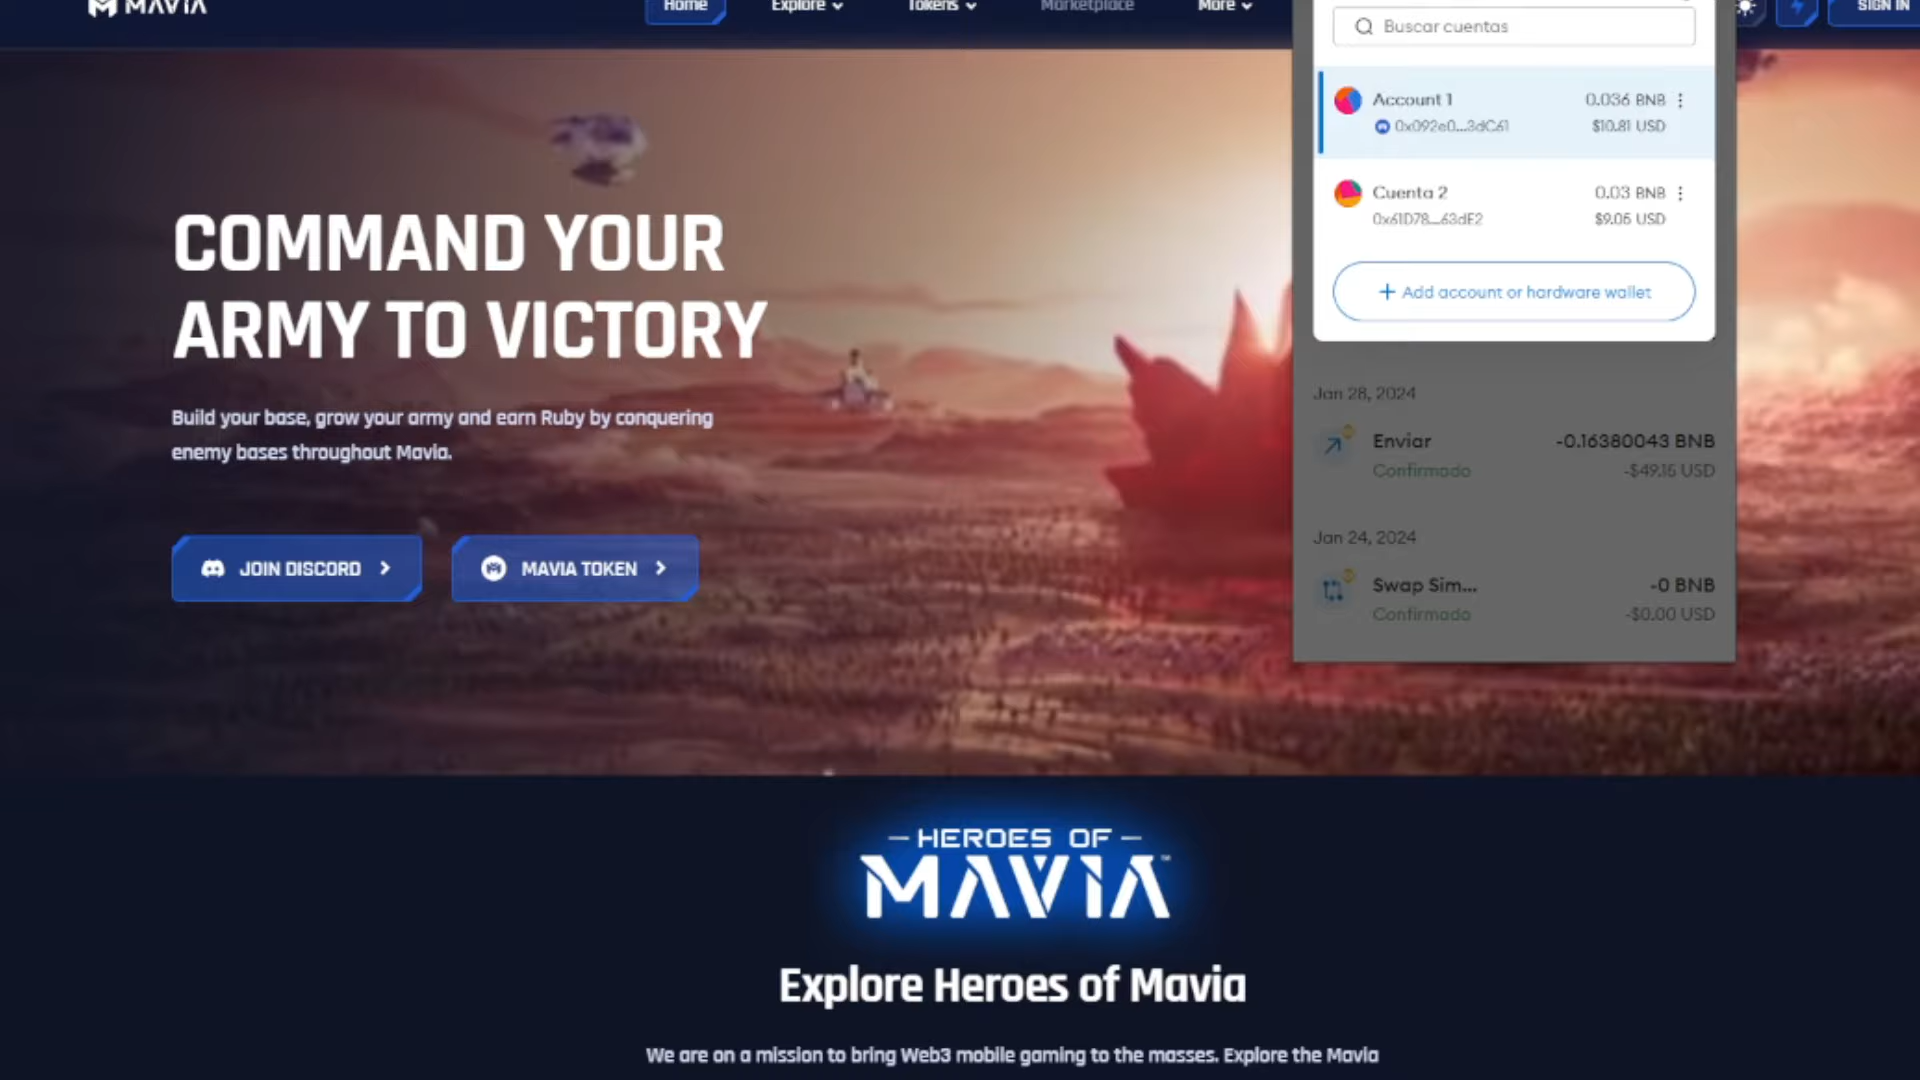 MAVIA
Home
Explore
Tokens
Marketplace
More
SIGN IN
Buscar cuentas
Account 1
0.036 BNB
0x092e0...3dC61
$10.81 USD
Cuenta 2
0.03 BNB
0x61D78...63dE2
$9.05 USD
+ Add account or hardware wallet
Jan 28, 2024
Enviar
-0.16380043 BNB
Confirmado
-$49.15 USD
Jan 24, 2024
Swap Sim...
-0 BNB
Confirmado
-$0.00 USD
COMMAND YOUR
ARMY TO VICTORY
Build your base, grow your army and earn Ruby by conquering
enemy bases throughout Mavia.
JOIN DISCORD
MAVIA TOKEN
HEROES OF
MAVIA™
Explore Heroes of Mavia
We are on a mission to bring Web3 mobile gaming to the masses. Explore the Mavia